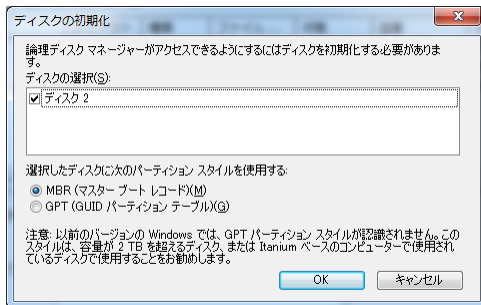 ディスクの初期化
論理ディスク マネージャーがアクセスできるようにするにはディスクを初期化する必要がありま
す。
ディスクの選択(S):
ディスク 2
選択したディスクに次のパーティション スタイルを使用する:
MBR (マスター ブート レコード)(M)
GPT (GUID パーティション テーブル)(G)
注意: 以前のバージョンの Windows では、GPT パーティション スタイルが認識されません。この
スタイルは、容量が 2 TB を超えるディスク、または Itanium ベースのコンピューターで使用され
ているディスクで使用することをお勧めします。
OK
キャンセル